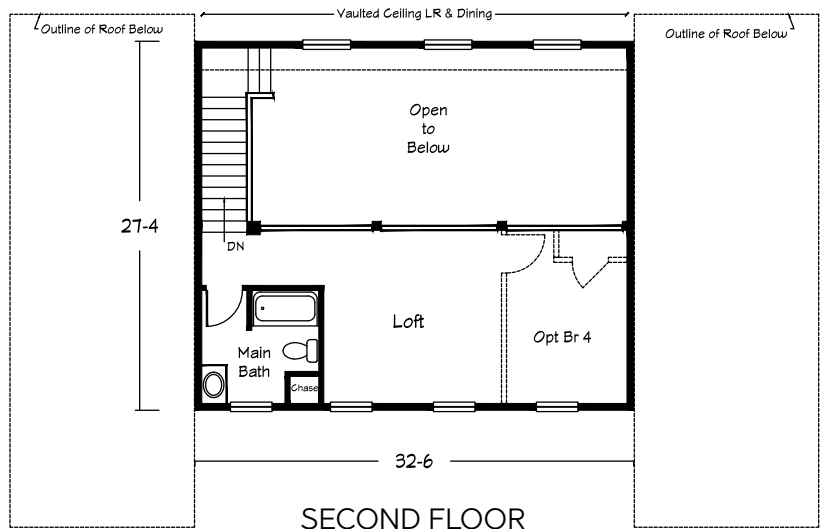 Vaulted Ceiling LR & Dining
Outline of Roof Below
Outline of Roof Below
Open
to
Below
27-4
DN
Loft
Opt Br 4
Main
Bath
Chase
32-6
SECOND FLOOR